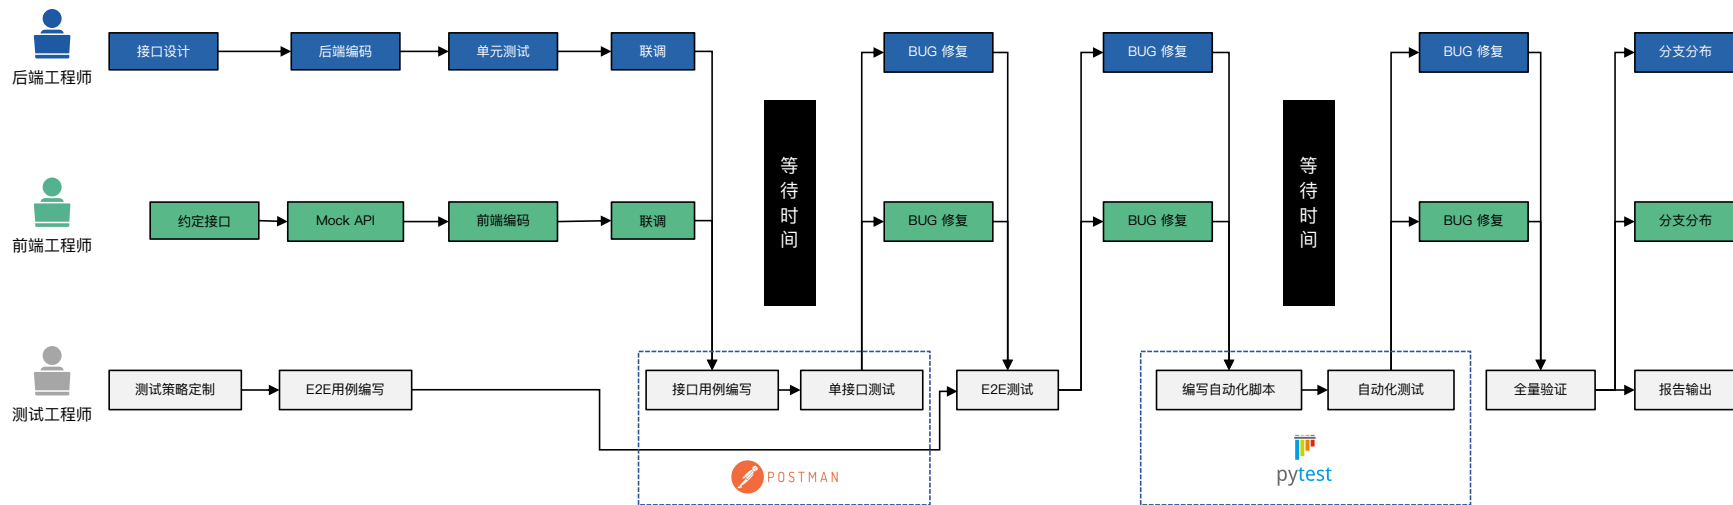 接口设计
后端编码
单元测试
联调
BUG 修复
BUG 修复
BUG 修复
分支分布
后端工程师
等待时间
等待时间
约定接口
Mock API
前端编码
联调
BUG 修复
BUG 修复
BUG 修复
分支分布
前端工程师
测试策略定制
E2E用例编写
接口用例编写
单接口测试
E2E测试
编写自动化脚本
自动化测试
全量验证
报告输出
测试工程师
POSTMAN
pytest